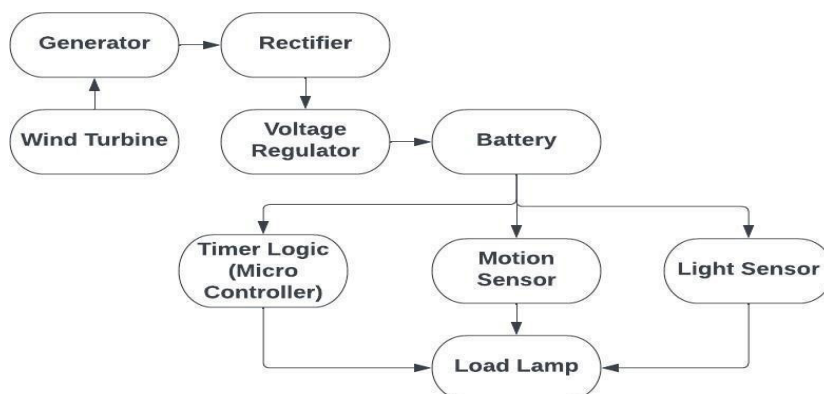 Generator
Rectifier
Wind Turbine
Voltage
Regulator
Battery
Timer Logic
(Micro
Controller)
Motion
Sensor
Light Sensor
Load Lamp